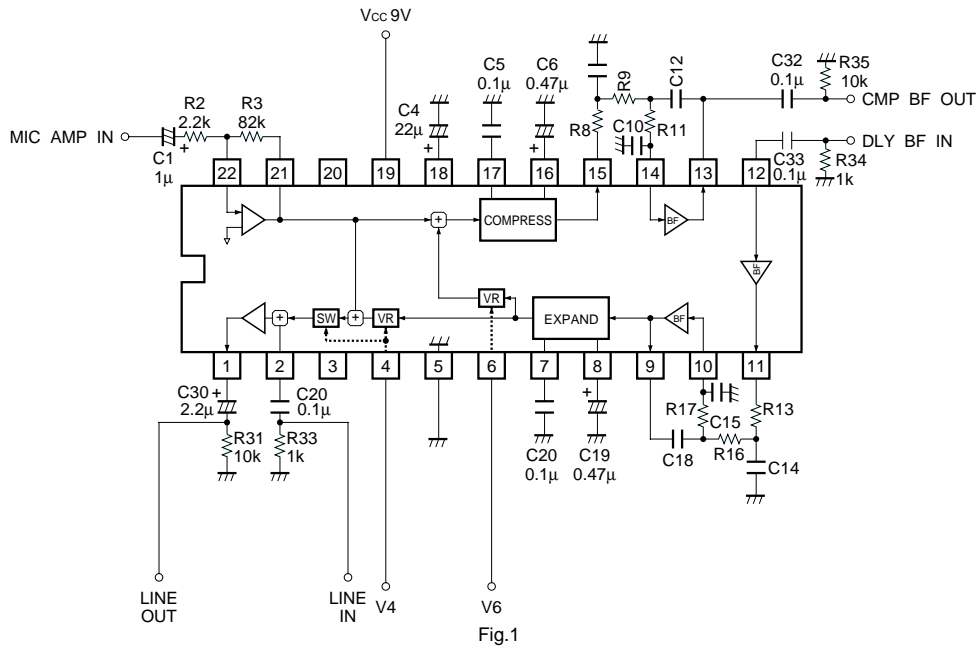 VCC 9V
C5
0.1μ
C6
0.47μ
C4
22μ
+
+
R9
C12
R8
C10
R11
C32
0.1μ
R35
10k
CMP BF OUT
MIC AMP IN
R2
2.2k
R3
82k
C1
1μ
+
DLY BF IN
C33
0.1μ
R34
1k
22 21 20 19 18 17 16 15 14 13 12
+
COMPRESS
BF
BF
VR
+
SW
+
VR
EXPAND
BF
1 2 3 4 5 6 7 8 9 10 11
C30
2.2μ
+
C20
0.1μ
R31
10k
R33
1k
C20
0.1μ
+
C19
0.47μ
C18
R17
C15
R16
R13
C14
LINE
OUT
LINE
IN
V4
V6
Fig.1